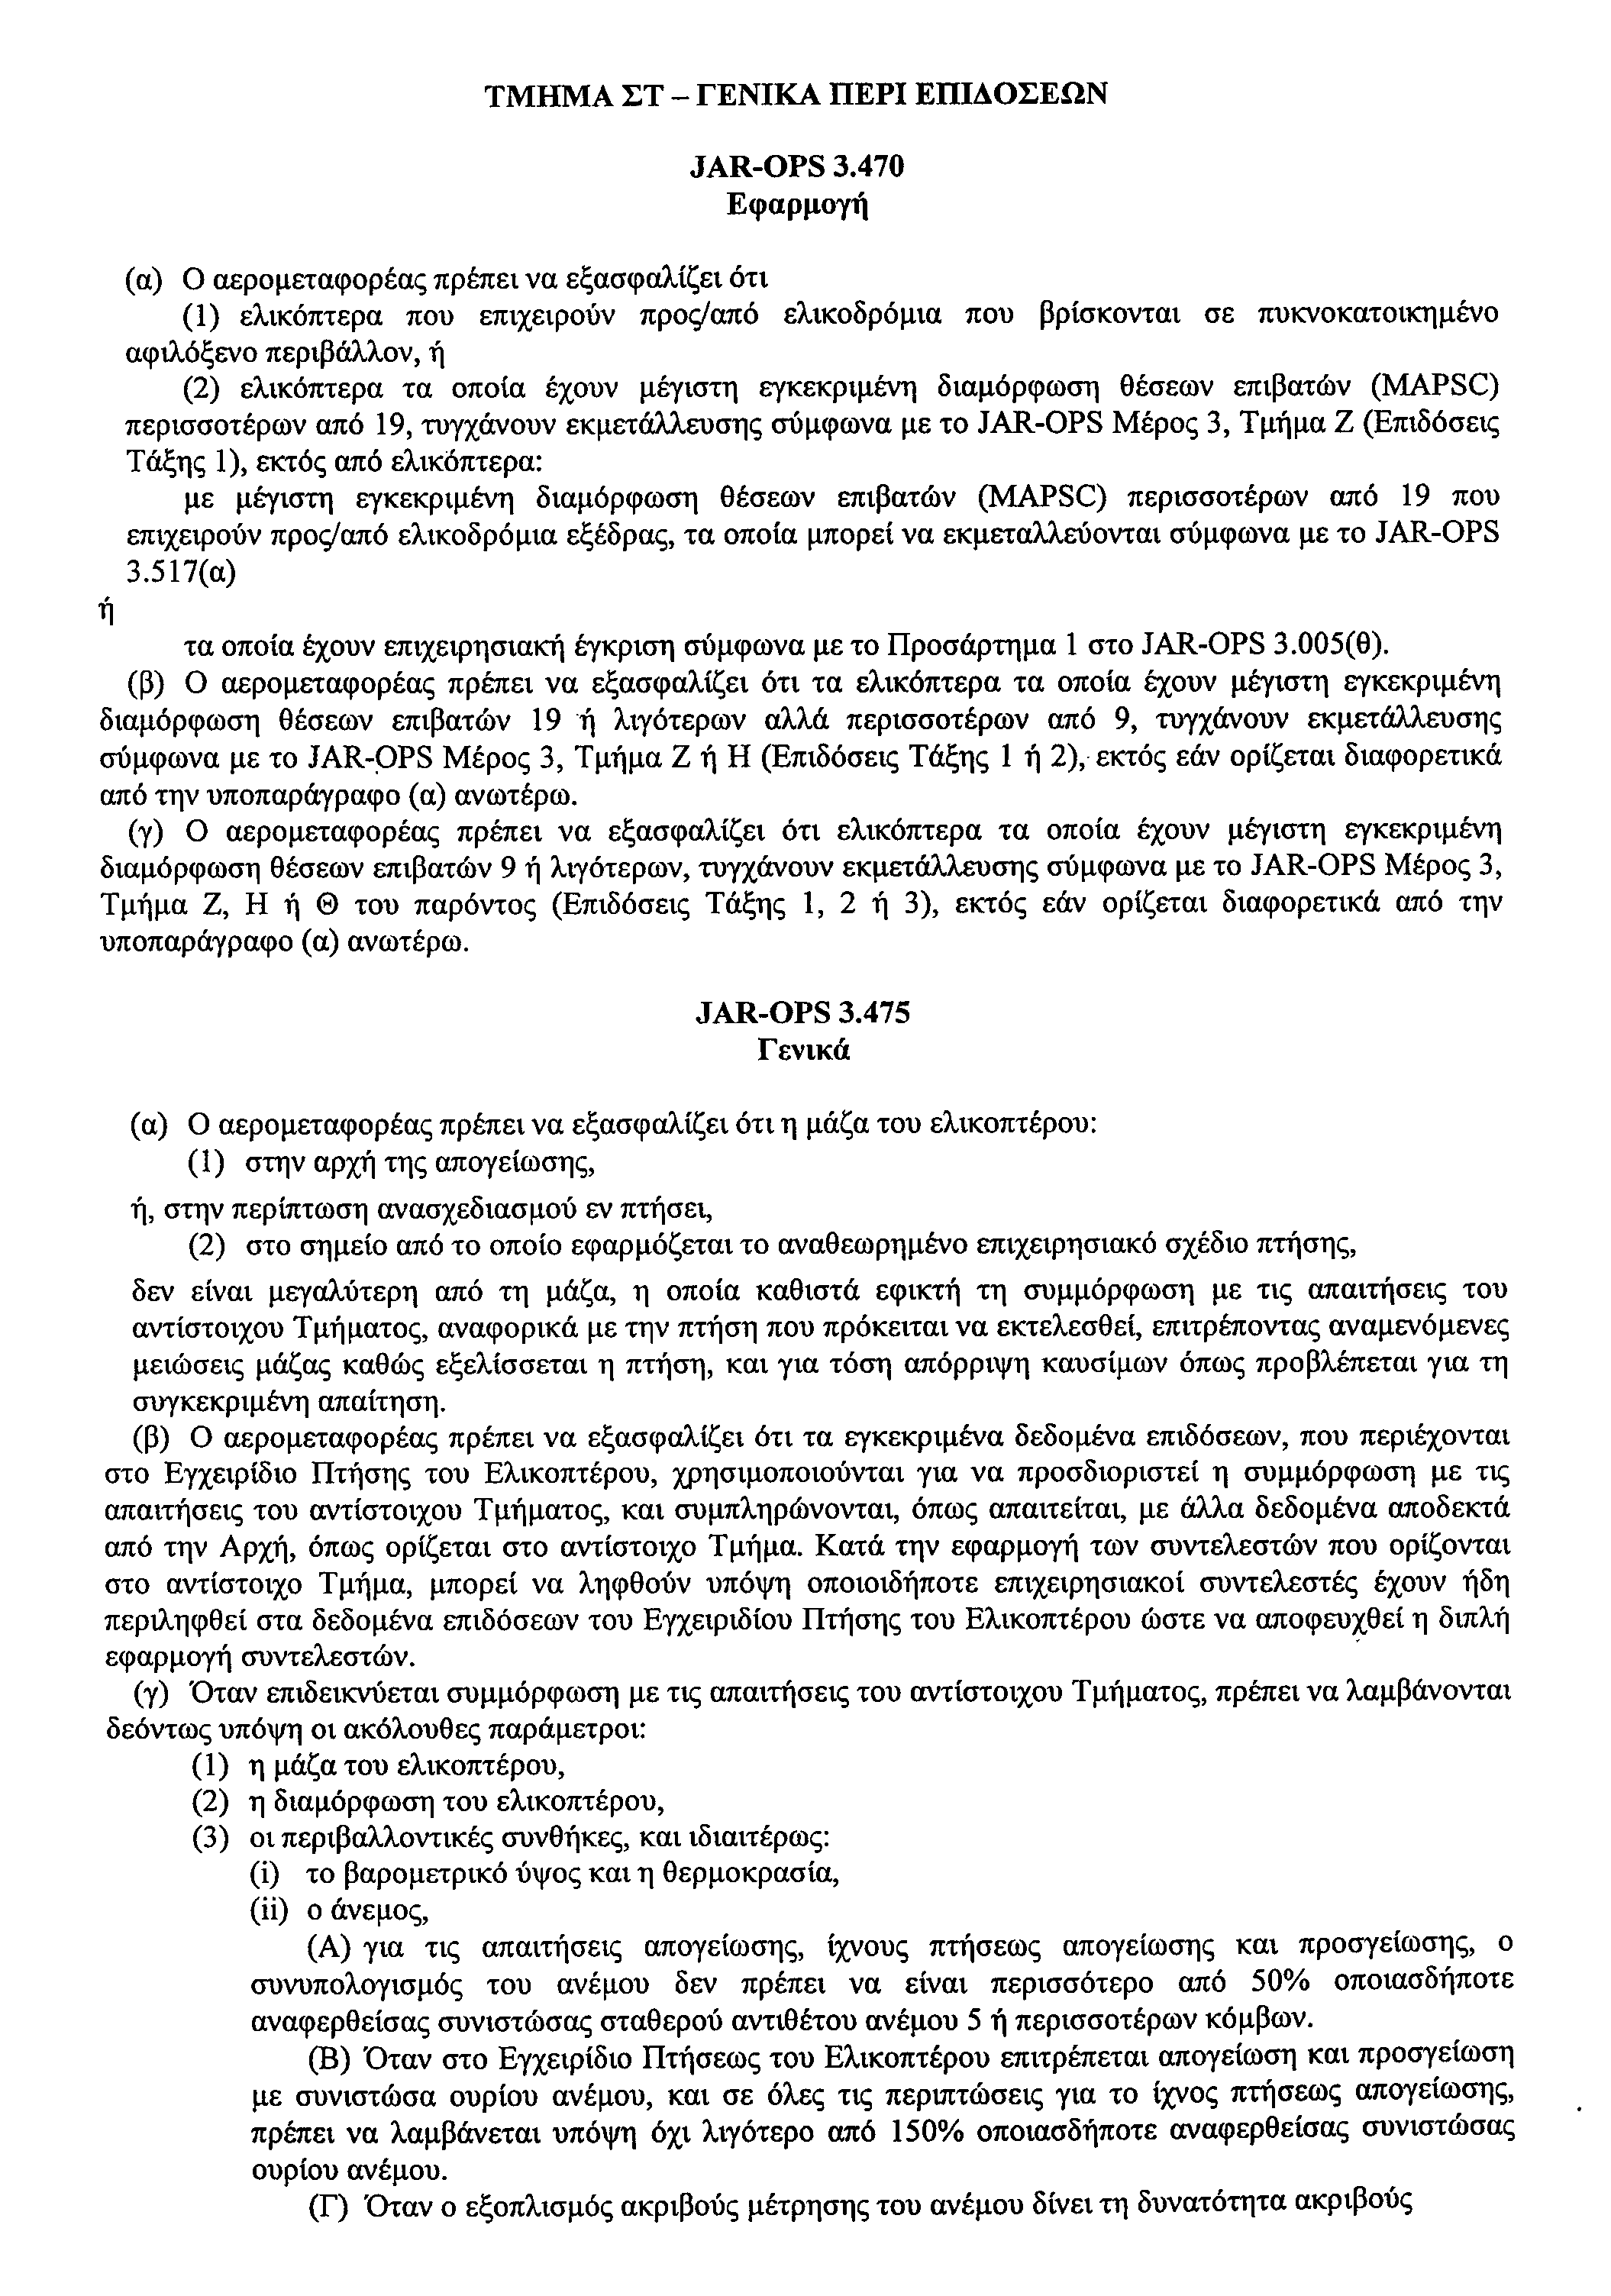 ΤΜΗΜΑ ΣΤ – ΓΕΝΙΚΑ ΠΕΡΙ ΕΠΙΔΟΣΕΩΝ
JAR-OPS 3.470
Εφαρμογή
(α) Ο αερομεταφορέας πρέπει να εξασφαλίζει ότι
(1) ελικόπτερα που επιχειρούν προς/από ελικοδρόμια που βρίσκονται σε πυκνοκατοικημένο
αφιλόξενο περιβάλλον, ή
(2) ελικόπτερα τα οποία έχουν μέγιστη εγκεκριμένη διαμόρφωση θέσεων επιβατών (MAPSC)
περισσοτέρων από 19, τυγχάνουν εκμετάλλευσης σύμφωνα με το JAR-OPS Μέρος 3, Τμήμα Ζ (Επιδόσεις
Τάξης 1), εκτός από ελικόπτερα:
με μέγιστη εγκεκριμένη διαμόρφωση θέσεων επιβατών (MAPSC) περισσοτέρων από 19 που
επιχειρούν προς/από ελικοδρόμια εξέδρας, τα οποία μπορεί να εκμεταλλεύονται σύμφωνα με το JAR-OPS
3.517(α)
ή
τα οποία έχουν επιχειρησιακή έγκριση σύμφωνα με το Προσάρτημα 1 στο JAR-OPS 3.005(θ).
(β) Ο αερομεταφορέας πρέπει να εξασφαλίζει ότι τα ελικόπτερα τα οποία έχουν μέγιστη εγκεκριμένη
διαμόρφωση θέσεων επιβατών 19 ή λιγότερων αλλά περισσοτέρων από 9, τυγχάνουν εκμετάλλευσης
σύμφωνα με το JAR-OPS Μέρος 3, Τμήμα Ζ ή Η (Επιδόσεις Τάξης 1 ή 2), εκτός εάν ορίζεται διαφορετικά
από την υποπαράγραφο (α) ανωτέρω.
(γ) Ο αερομεταφορέας πρέπει να εξασφαλίζει ότι ελικόπτερα τα οποία έχουν μέγιστη εγκεκριμένη
διαμόρφωση θέσεων επιβατών 9 ή λιγότερων, τυγχάνουν εκμετάλλευσης σύμφωνα με το JAR-OPS Μέρος 3,
Τμήμα Ζ, Η ή Θ του παρόντος (Επιδόσεις Τάξης 1, 2 ή 3), εκτός εάν ορίζεται διαφορετικά από την
υποπαράγραφο (α) ανωτέρω.
JAR-OPS 3.475
Γενικά
(α) Ο αερομεταφορέας πρέπει να εξασφαλίζει ότι η μάζα του ελικοπτέρου:
(1) στην αρχή της απογείωσης,
ή, στην περίπτωση ανασχεδιασμού εν πτήσει,
(2) στο σημείο από το οποίο εφαρμόζεται το αναθεωρημένο επιχειρησιακό σχέδιο πτήσης,
δεν είναι μεγαλύτερη από τη μάζα, η οποία καθιστά εφικτή τη συμμόρφωση με τις απαιτήσεις του
αντίστοιχου Τμήματος, αναφορικά με την πτήση που πρόκειται να εκτελεσθεί, επιτρέποντας αναμενόμενες
μειώσεις μάζας καθώς εξελίσσεται η πτήση, και για τόση απόρριψη καυσίμων όπως προβλέπεται για τη
συγκεκριμένη απαίτηση.
(β) Ο αερομεταφορέας πρέπει να εξασφαλίζει ότι τα εγκεκριμένα δεδομένα επιδόσεων, που περιέχονται
στο Εγχειρίδιο Πτήσης του Ελικοπτέρου, χρησιμοποιούνται για να προσδιοριστεί η συμμόρφωση με τις
απαιτήσεις του αντίστοιχου Τμήματος, και συμπληρώνονται, όπως απαιτείται, με άλλα δεδομένα αποδεκτά
από την Αρχή, όπως ορίζεται στο αντίστοιχο Τμήμα. Κατά την εφαρμογή των συντελεστών που ορίζονται
στο αντίστοιχο Τμήμα, μπορεί να ληφθούν υπόψη οποιοιδήποτε επιχειρησιακοί συντελεστές έχουν ήδη
περιληφθεί στα δεδομένα επιδόσεων του Εγχειριδίου Πτήσης του Ελικοπτέρου ώστε να αποφευχθεί η διπλή
εφαρμογή συντελεστών.
(γ) Όταν επιδεικνύεται συμμόρφωση με τις απαιτήσεις του αντίστοιχου Τμήματος, πρέπει να λαμβάνονται
δεόντως υπόψη οι ακόλουθες παράμετροι:
(1) η μάζα του ελικοπτέρου,
(2) η διαμόρφωση του ελικοπτέρου,
(3) οι περιβαλλοντικές συνθήκες, και ιδιαιτέρως:
(i) το βαρομετρικό ύψος και η θερμοκρασία,
(ii) ο άνεμος,
(Α) για τις απαιτήσεις απογείωσης, ίχνους πτήσεως απογείωσης και προσγείωσης, ο
συνυπολογισμός του ανέμου δεν πρέπει να είναι περισσότερο από 50% οποιασδήποτε
αναφερθείσας συνιστώσας σταθερού αντιθέτου ανέμου 5 ή περισσοτέρων κόμβων.
(Β) Όταν στο Εγχειρίδιο Πτήσεως του Ελικοπτέρου επιτρέπεται απογείωση και προσγείωση
με συνιστώσα ουρίου ανέμου, και σε όλες τις περιπτώσεις για το ίχνος πτήσεως απογείωσης,
πρέπει να λαμβάνεται υπόψη όχι λιγότερο από 150% οποιασδήποτε αναφερθείσας συνιστώσας
ουρίου ανέμου.
(Γ) Όταν ο εξοπλισμός ακριβούς μέτρησης του ανέμου δίνει τη δυνατότητα ακριβούς